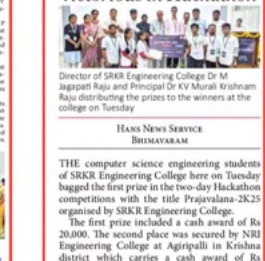 Director of SRKR Engineering College Dr M
Jagapati Raju and Principal Dr KV Murali Krishnam
Raju distributing the prizes to the winners at the
college on Tuesday
HANS NEWS SERVICE
BHIMAVARAM
THE computer science engineering students
of SRKR Engineering College here on Tuesday
bagged the first prize in the two-day Hackathon
competitions with the title Prajavalana-2K25
organised by SRKR Engineering College.
The first prize included a cash award of Rs
20,000. The second place was secured by NRI
Engineering College at Agiripalli in Krishna
district which carries a cash award of Rs